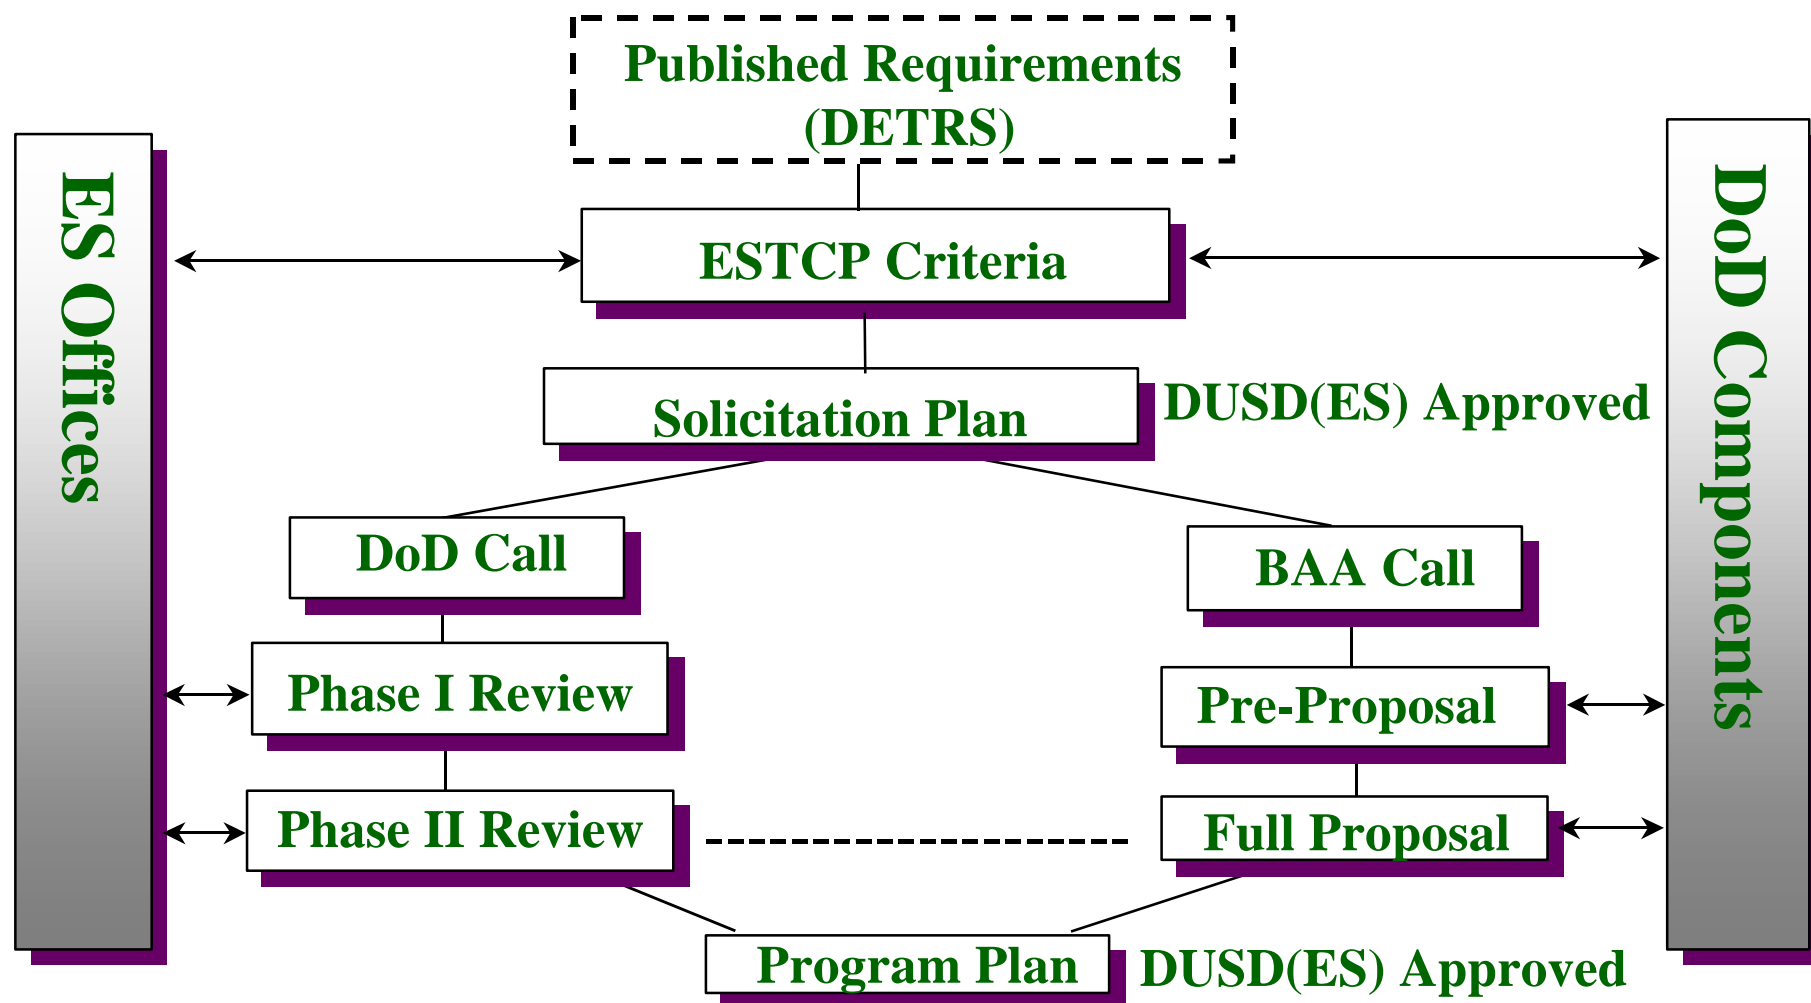 Published Requirements
(DETRS)
ES Offices
DoD Components
ESTCP Criteria
Solicitation Plan
DUSD(ES) Approved
DoD Call
BAA Call
Phase I Review
Pre-Proposal
Phase II Review
Full Proposal
Program Plan
DUSD(ES) Approved